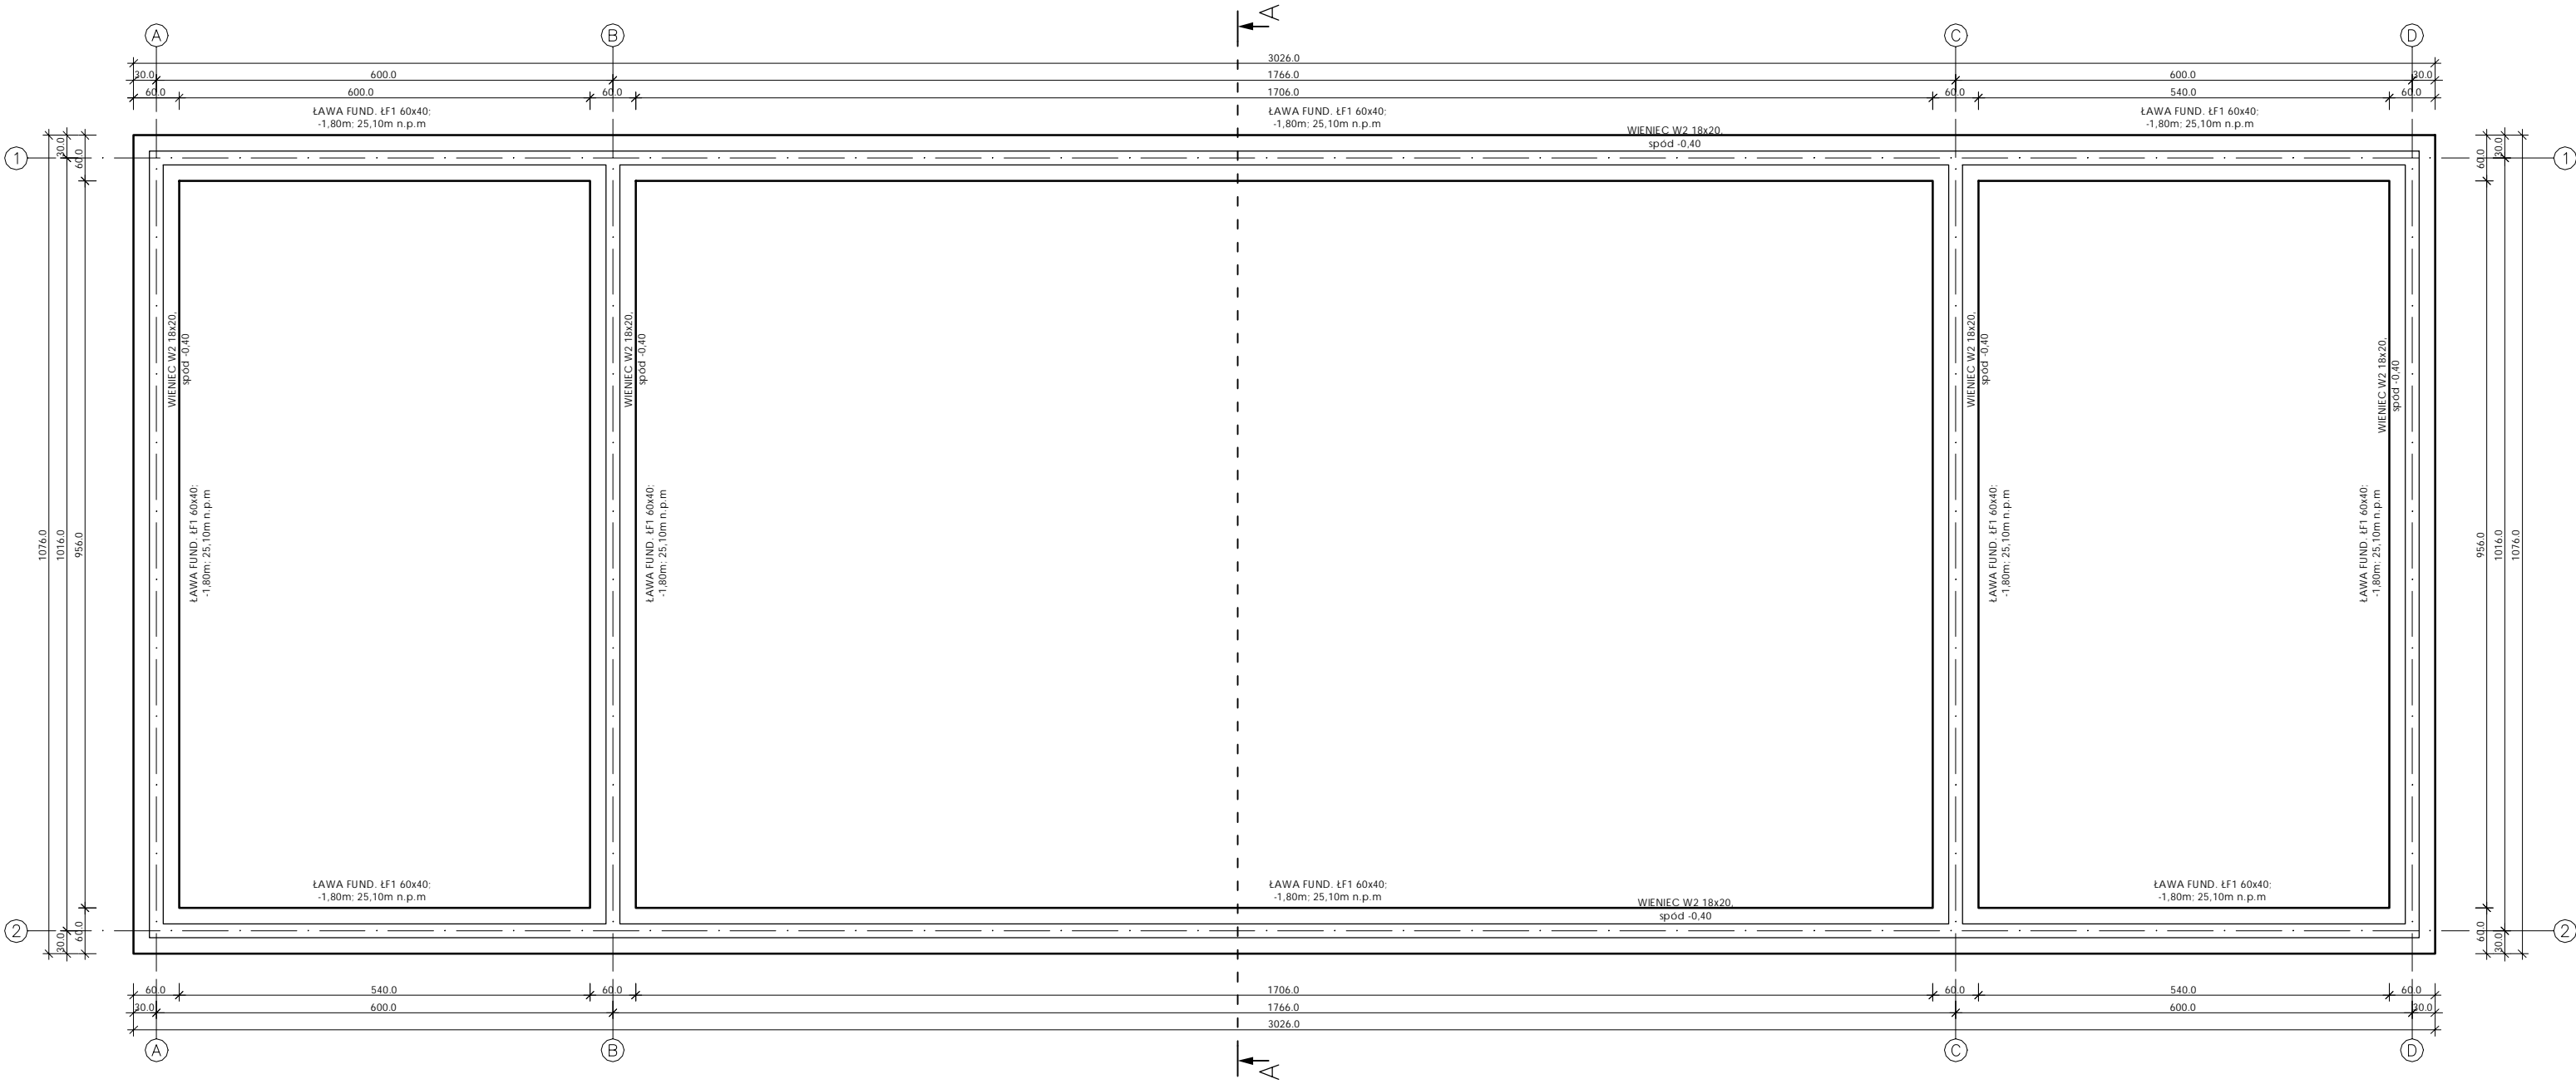 A
A B C D
3026.0
30.0 600.0 1766.0 600.0 30.0
60.0 600.0 60.0 1706.0 60.0 540.0 60.0
ŁAWA FUND. ŁF1 60x40;
-1,80m; 25,10m n.p.m
ŁAWA FUND. ŁF1 60x40;
-1,80m; 25,10m n.p.m
ŁAWA FUND. ŁF1 60x40;
-1,80m; 25,10m n.p.m
WIENIEC W2 18x20,
spód -0,40
1 1
30.0
60.0
60.0
30.0
WIENIEC W2 18x20,
spód -0,40
WIENIEC W2 18x20,
spód -0,40
WIENIEC W2 18x20,
spód -0,40
WIENIEC W2 18x20,
spód -0,40
1076.0
1016.0
956.0
ŁAWA FUND. ŁF1 60x40;
-1,80m; 25,10m n.p.m
ŁAWA FUND. ŁF1 60x40;
-1,80m; 25,10m n.p.m
ŁAWA FUND. ŁF1 60x40;
-1,80m; 25,10m n.p.m
ŁAWA FUND. ŁF1 60x40;
-1,80m; 25,10m n.p.m
956.0
1016.0
1076.0
ŁAWA FUND. ŁF1 60x40;
-1,80m; 25,10m n.p.m
ŁAWA FUND. ŁF1 60x40;
-1,80m; 25,10m n.p.m
ŁAWA FUND. ŁF1 60x40;
-1,80m; 25,10m n.p.m
WIENIEC W2 18x20,
spód -0,40
2 2
30.0
60.0
60.0
30.0
60.0 540.0 60.0 1706.0 60.0 540.0 60.0
30.0 600.0 1766.0 600.0 30.0
3026.0
A B C D
A